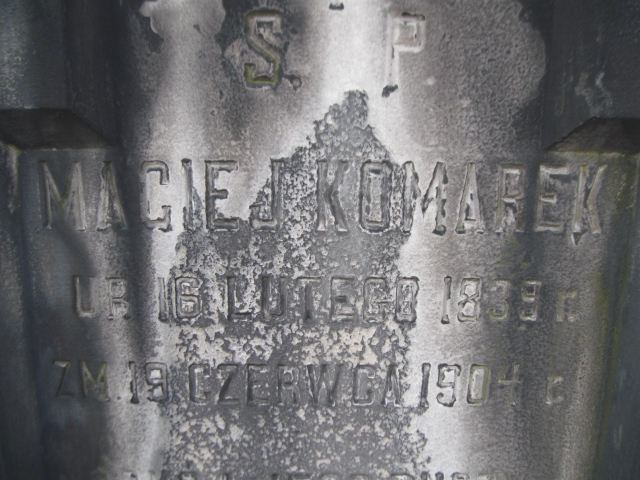 S. P
MACIEJ KOMAREK
UR 16 LUTEGO 1839 r.
ZM. 19 CZERWCA 1904 r.